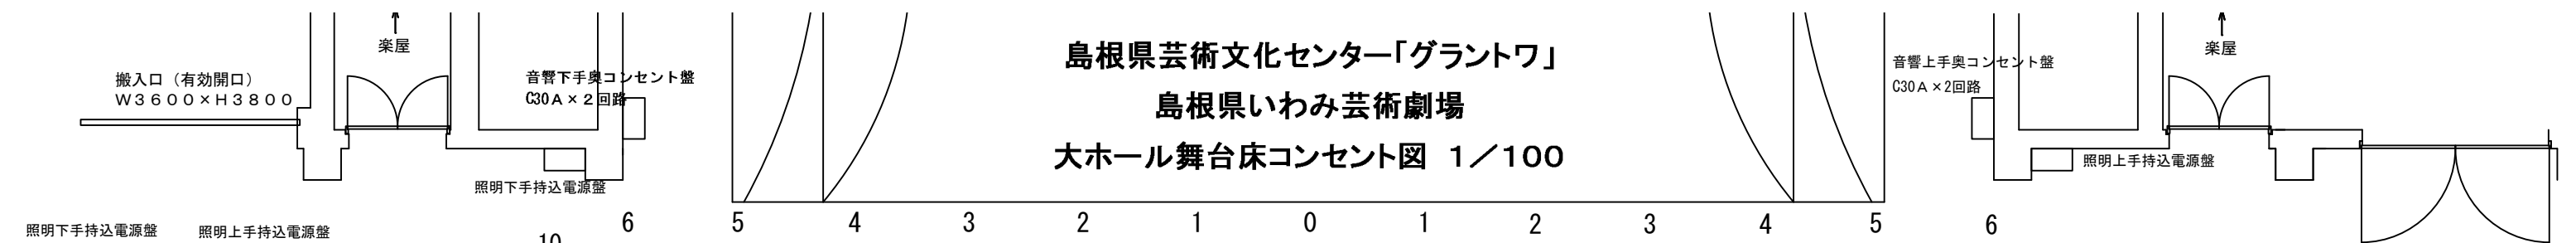 楽屋
搬入口（有効開口）
Ｗ３６００×Ｈ３８００
音響下手奥コンセント盤
C30Ａ×２回路
照明下手持込電源盤
島根県芸術文化センター「グラントワ」
島根県いわみ芸術劇場
大ホール舞台床コンセント図　１／１００
音響上手奥コンセント盤
C30Ａ×2回路
楽屋
照明上手持込電源盤
6 5 4 3 2 1 0 1 2 3 4 5 6
照明下手持込電源盤 照明上手持込電源盤
10